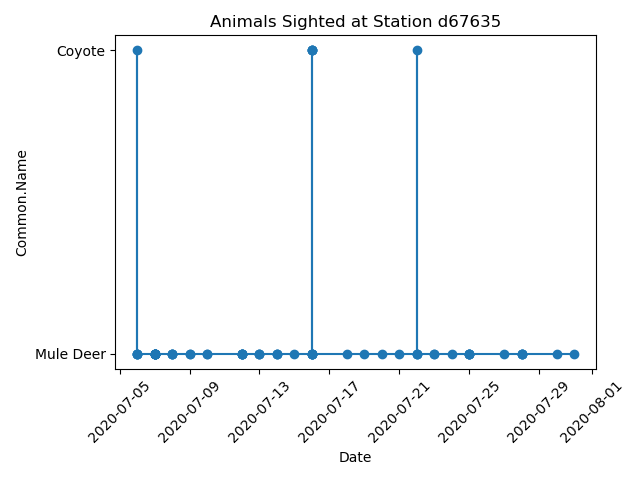 Animals Sighted at Station d67635
Coyote
Common.Name
Mule Deer
2020-07-05
2020-07-09
2020-07-13
2020-07-17
2020-07-21
2020-07-25
2020-07-29
2020-08-01
Date